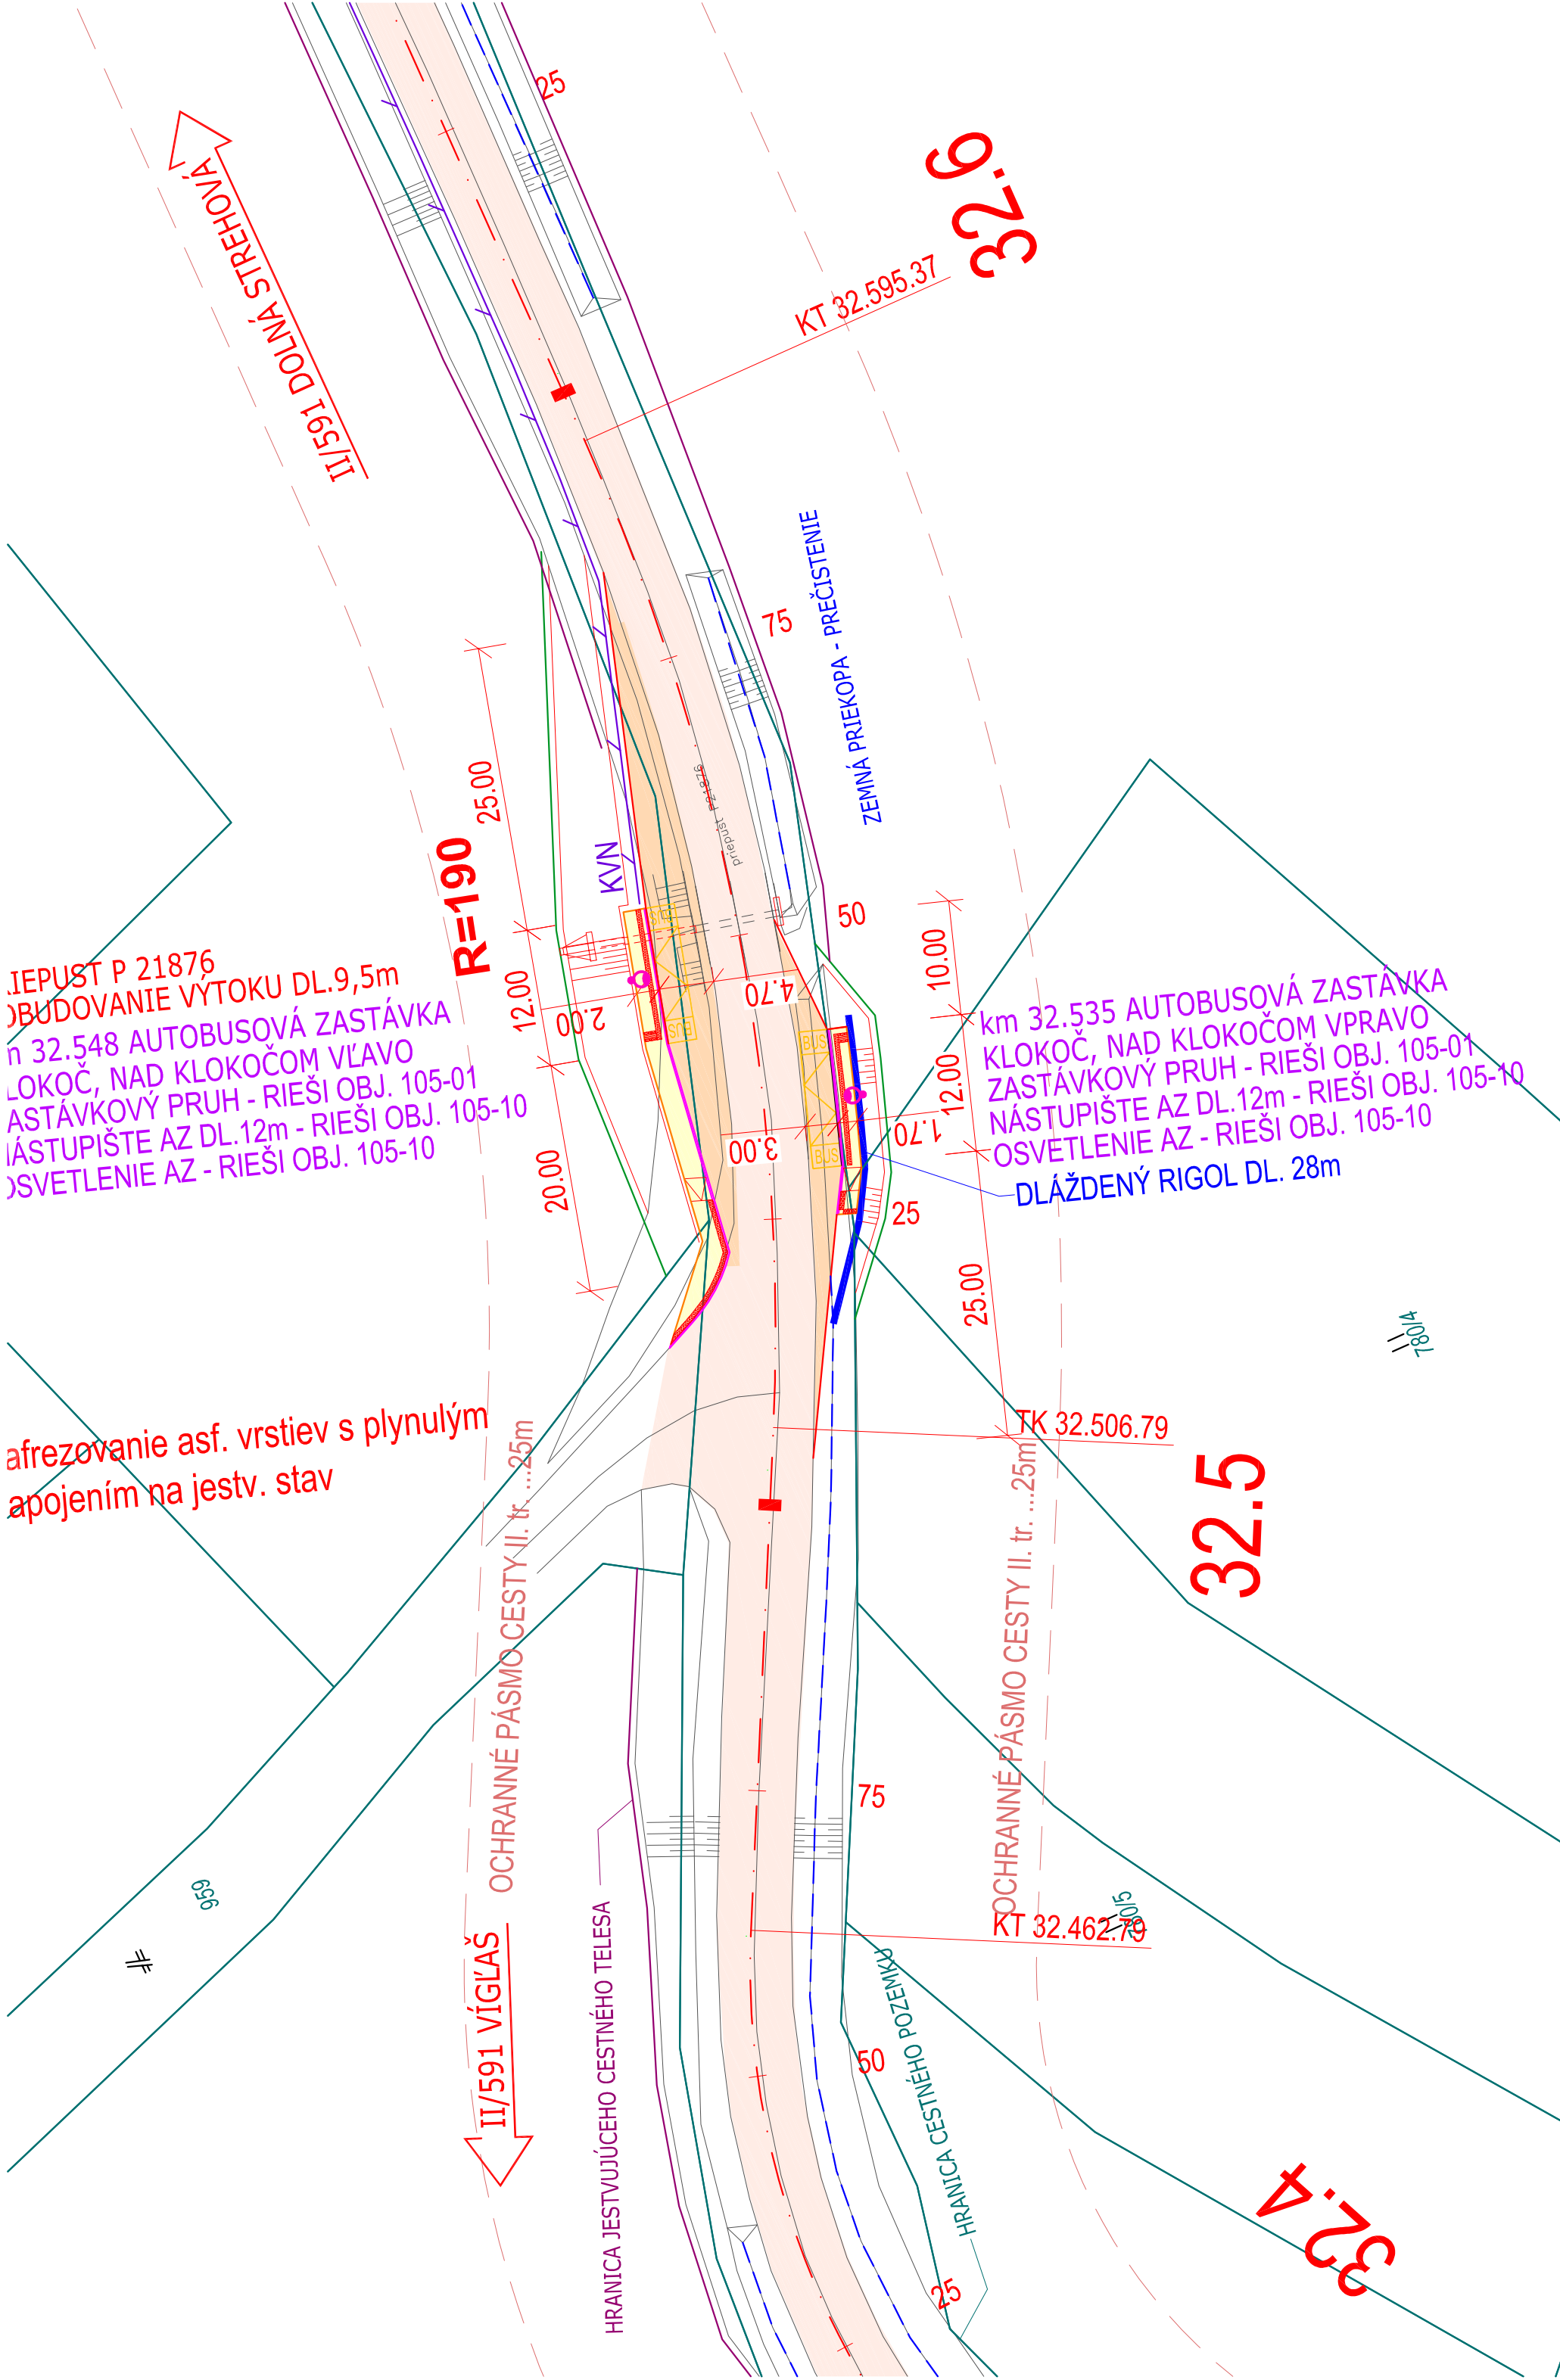 25
32.6
II/591 DOLNÁ STREHOVÁ
KT 32.595.37
ZEMNÁ PRIEKOPA - PREČISTENIE
75
priepust P21876
25.00
R=190
KVN
BUS
50
10.00
P 21876
VÝTOKU DL.9,5m
12.00
2.00
4.70
BUS
32.548 AUTOBUSOVÁ ZASTÁVKA
NAD KLOKOČOM VĽAVO
PRUH - RIEŠI OBJ. 105-01
AZ DL.12m - RIEŠI OBJ. 105-10
AZ - RIEŠI OBJ. 105-10
BUS
12.00
3.00
1.70
BUS
km 32.535 AUTOBUSOVÁ ZASTÁVKA
KLOKOČ, NAD KLOKOČOM VPRAVO
ZASTÁVKOVÝ PRUH - RIEŠI OBJ. 105-01
NÁSTUPIŠTE AZ DL.12m - RIEŠI OBJ. 105-10
OSVETLENIE AZ - RIEŠI OBJ. 105-10
DLÁŽDENÝ RIGOL DL. 28m
20.00
25
25.00
780/4
afrezovanie asf. vrstiev s plynulým
apojením na jestv. stav
OCHRANNÉ PÁSMO CESTY II. tr. ...25m
TK 32.506.79
32.5
OCHRANNÉ PÁSMO CESTY II. tr. ...25m
75
959
780/5
KT 32.462.79
II/591 VÍGĽAŠ
HRANICA JESTVUJÚCEHO CESTNÉHO TELESA
50
HRANICA CESTNÉHO POZEMKU
32.4
25